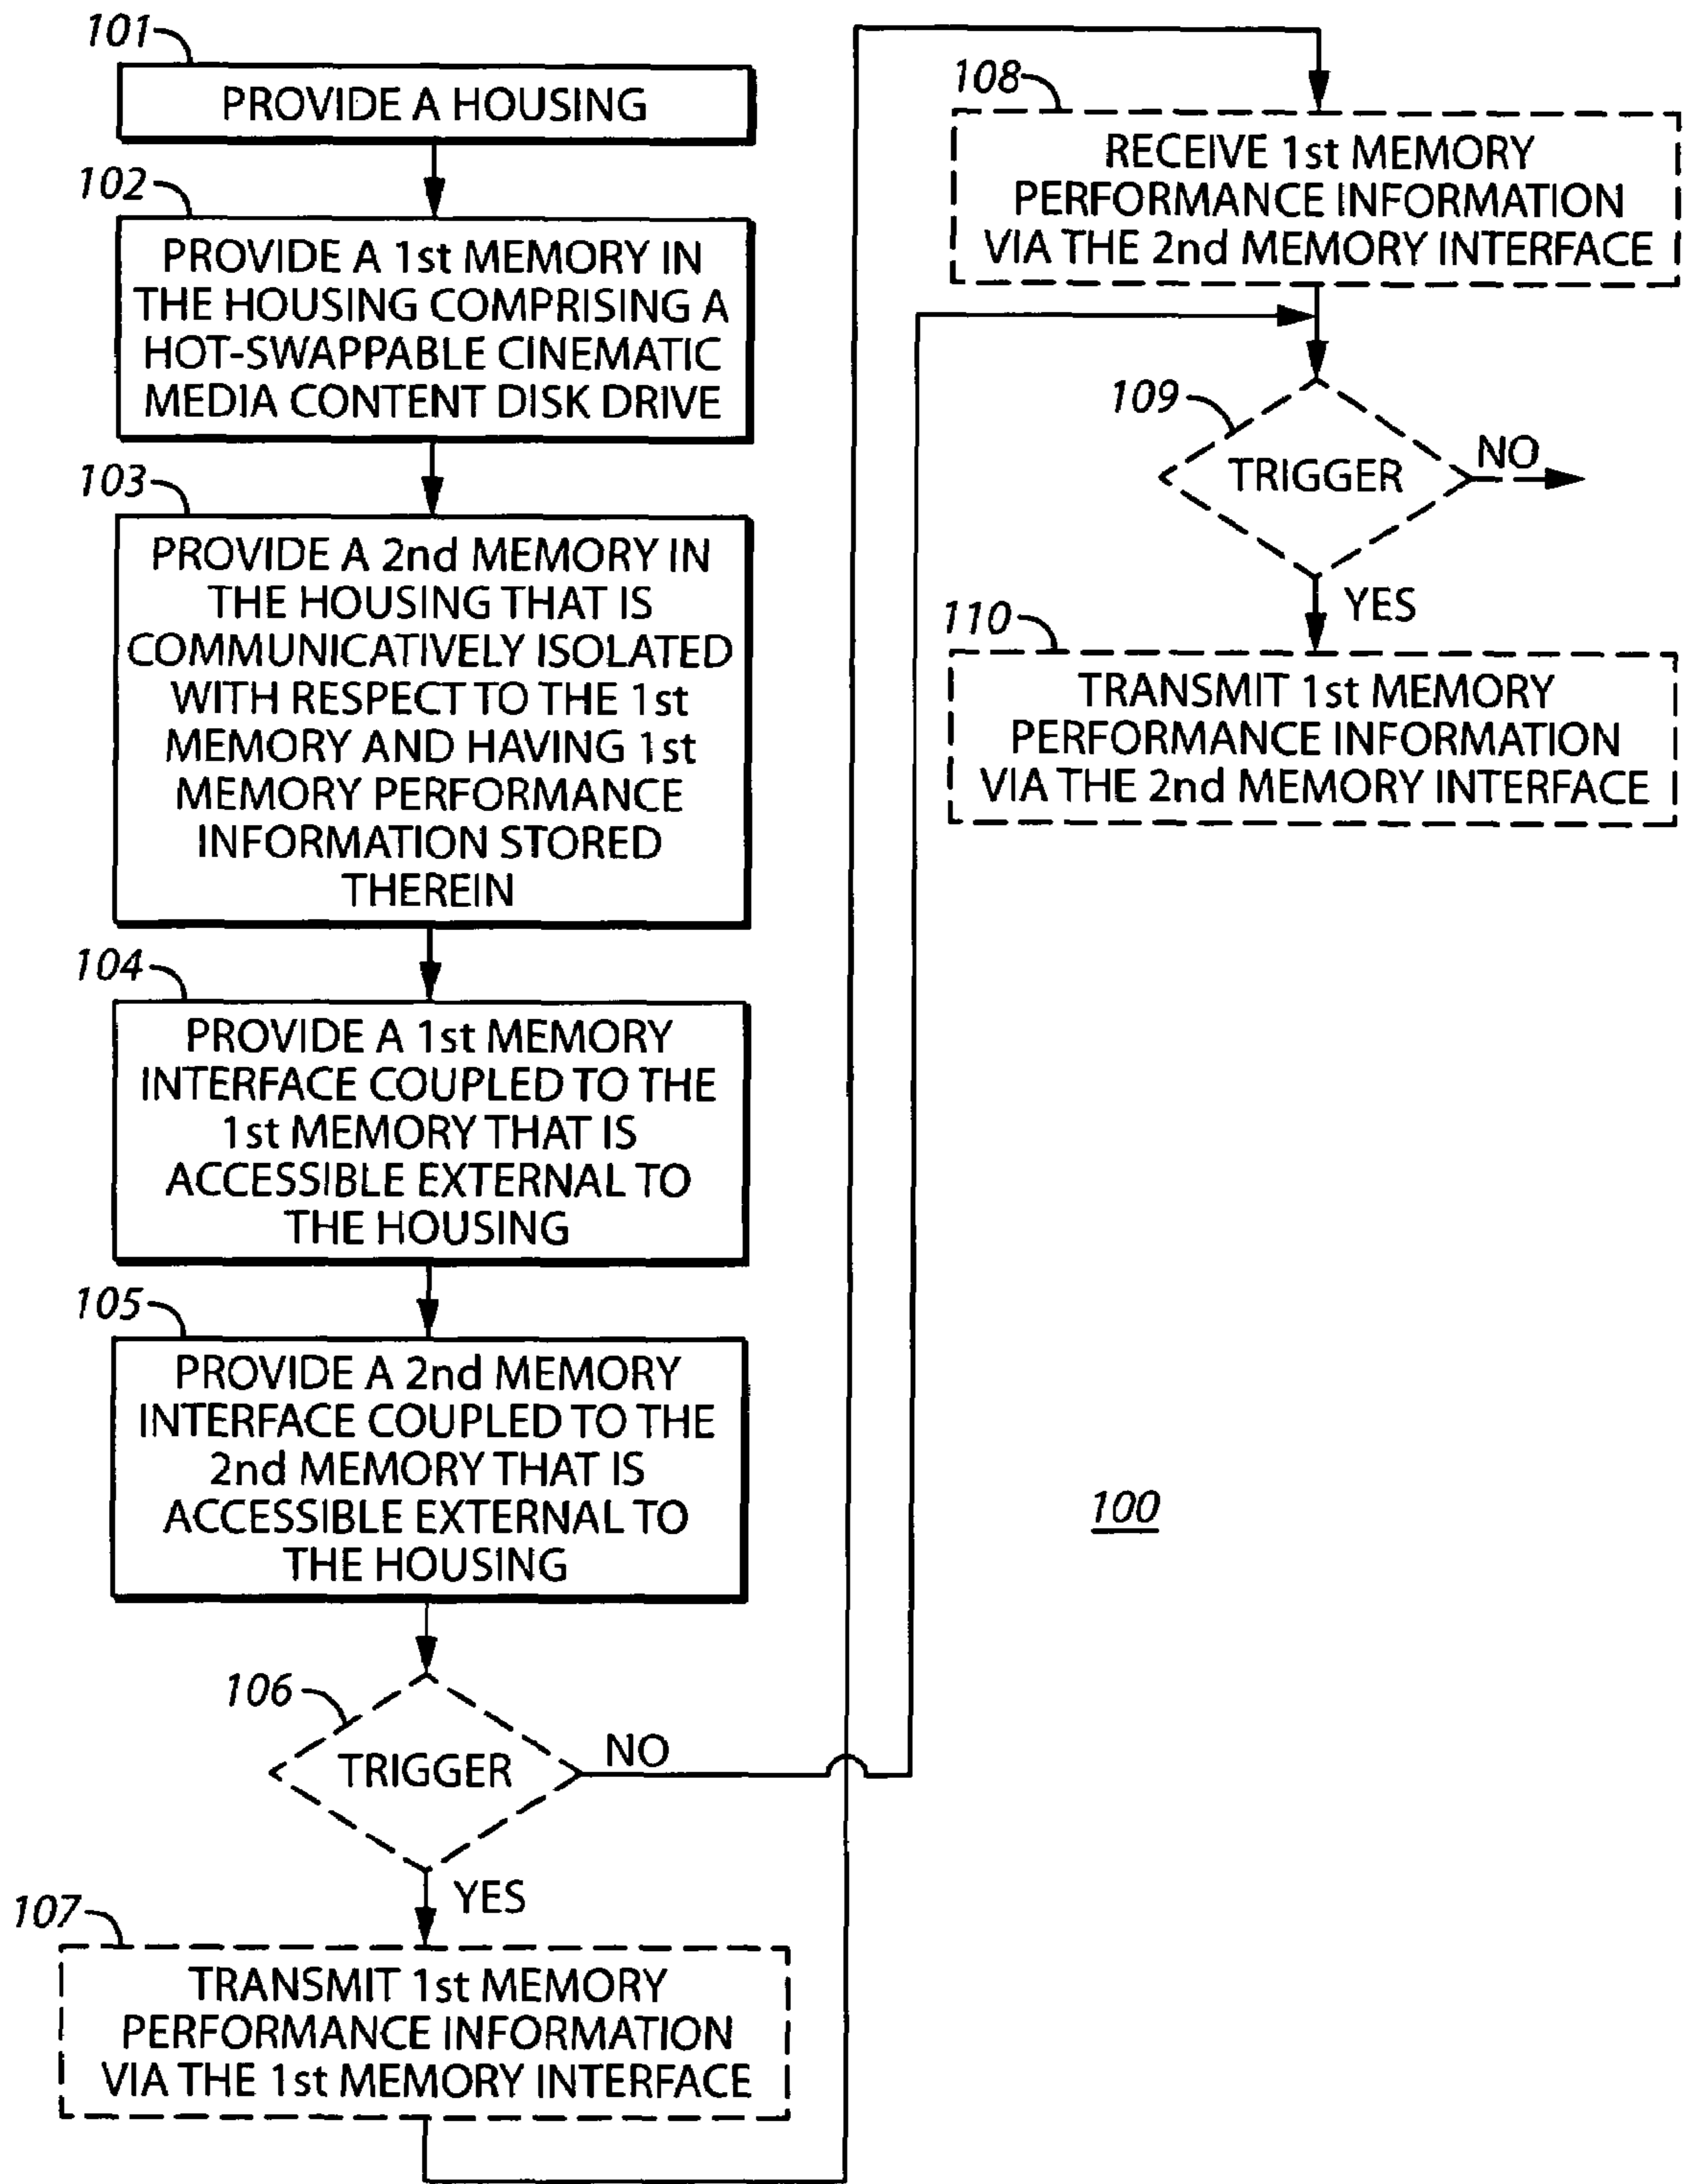 101
PROVIDE A HOUSING
102
PROVIDE A 1st MEMORY IN
THE HOUSING COMPRISING A
HOT-SWAPPABLE CINEMATIC
MEDIA CONTENT DISK DRIVE
103
PROVIDE A 2nd MEMORY IN
THE HOUSING THAT IS
COMMUNICATIVELY ISOLATED
WITH RESPECT TO THE 1st
MEMORY AND HAVING 1st
MEMORY PERFORMANCE
INFORMATION STORED
THEREIN
104
PROVIDE A 1st MEMORY
INTERFACE COUPLED TO THE
1st MEMORY THAT IS
ACCESSIBLE EXTERNAL TO
THE HOUSING
105
PROVIDE A 2nd MEMORY
INTERFACE COUPLED TO THE
2nd MEMORY THAT IS
ACCESSIBLE EXTERNAL TO
THE HOUSING
106
TRIGGER
NO
YES
107
TRANSMIT 1st MEMORY
PERFORMANCE INFORMATION
VIA THE 1st MEMORY INTERFACE
108
RECEIVE 1st MEMORY
PERFORMANCE INFORMATION
VIA THE 2nd MEMORY INTERFACE
109
TRIGGER
NO
YES
110
TRANSMIT 1st MEMORY
PERFORMANCE INFORMATION
VIA THE 2nd MEMORY INTERFACE
100